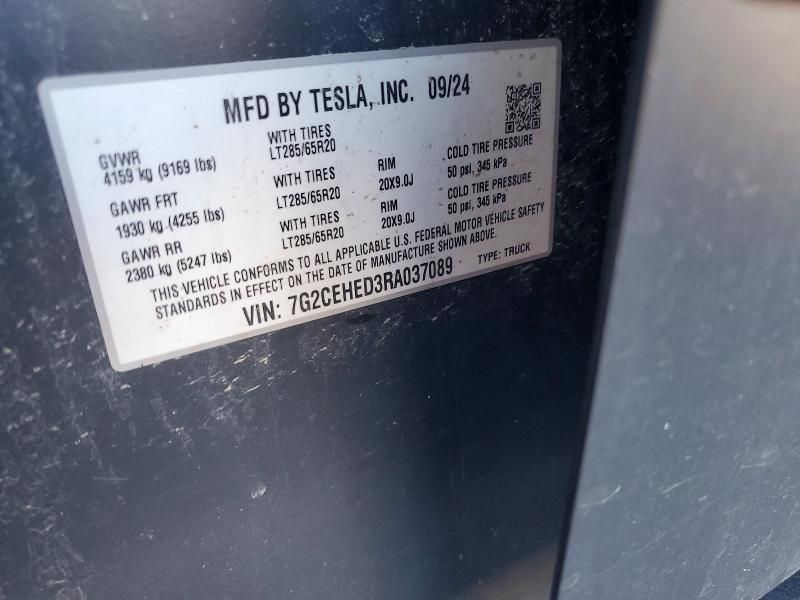 MFD BY TESLA, INC. 09/24
GVWR
4159 kg (9169 lbs)
WITH TIRES
LT285/65R20
GAWR FRT
1930 kg (4255 lbs)
WITH TIRES
LT285/65R20
RIM
20X9.0J
COLD TIRE PRESSURE
50 psi, 345 kPa
GAWR RR
2380 kg (5247 lbs)
WITH TIRES
LT285/65R20
RIM
20X9.0J
COLD TIRE PRESSURE
50 psi, 345 kPa
THIS VEHICLE CONFORMS TO ALL APPLICABLE U.S. FEDERAL MOTOR VEHICLE SAFETY
STANDARDS IN EFFECT ON THE DATE OF MANUFACTURE SHOWN ABOVE.
VIN: 7G2CEHED3RA037089
TYPE: TRUCK